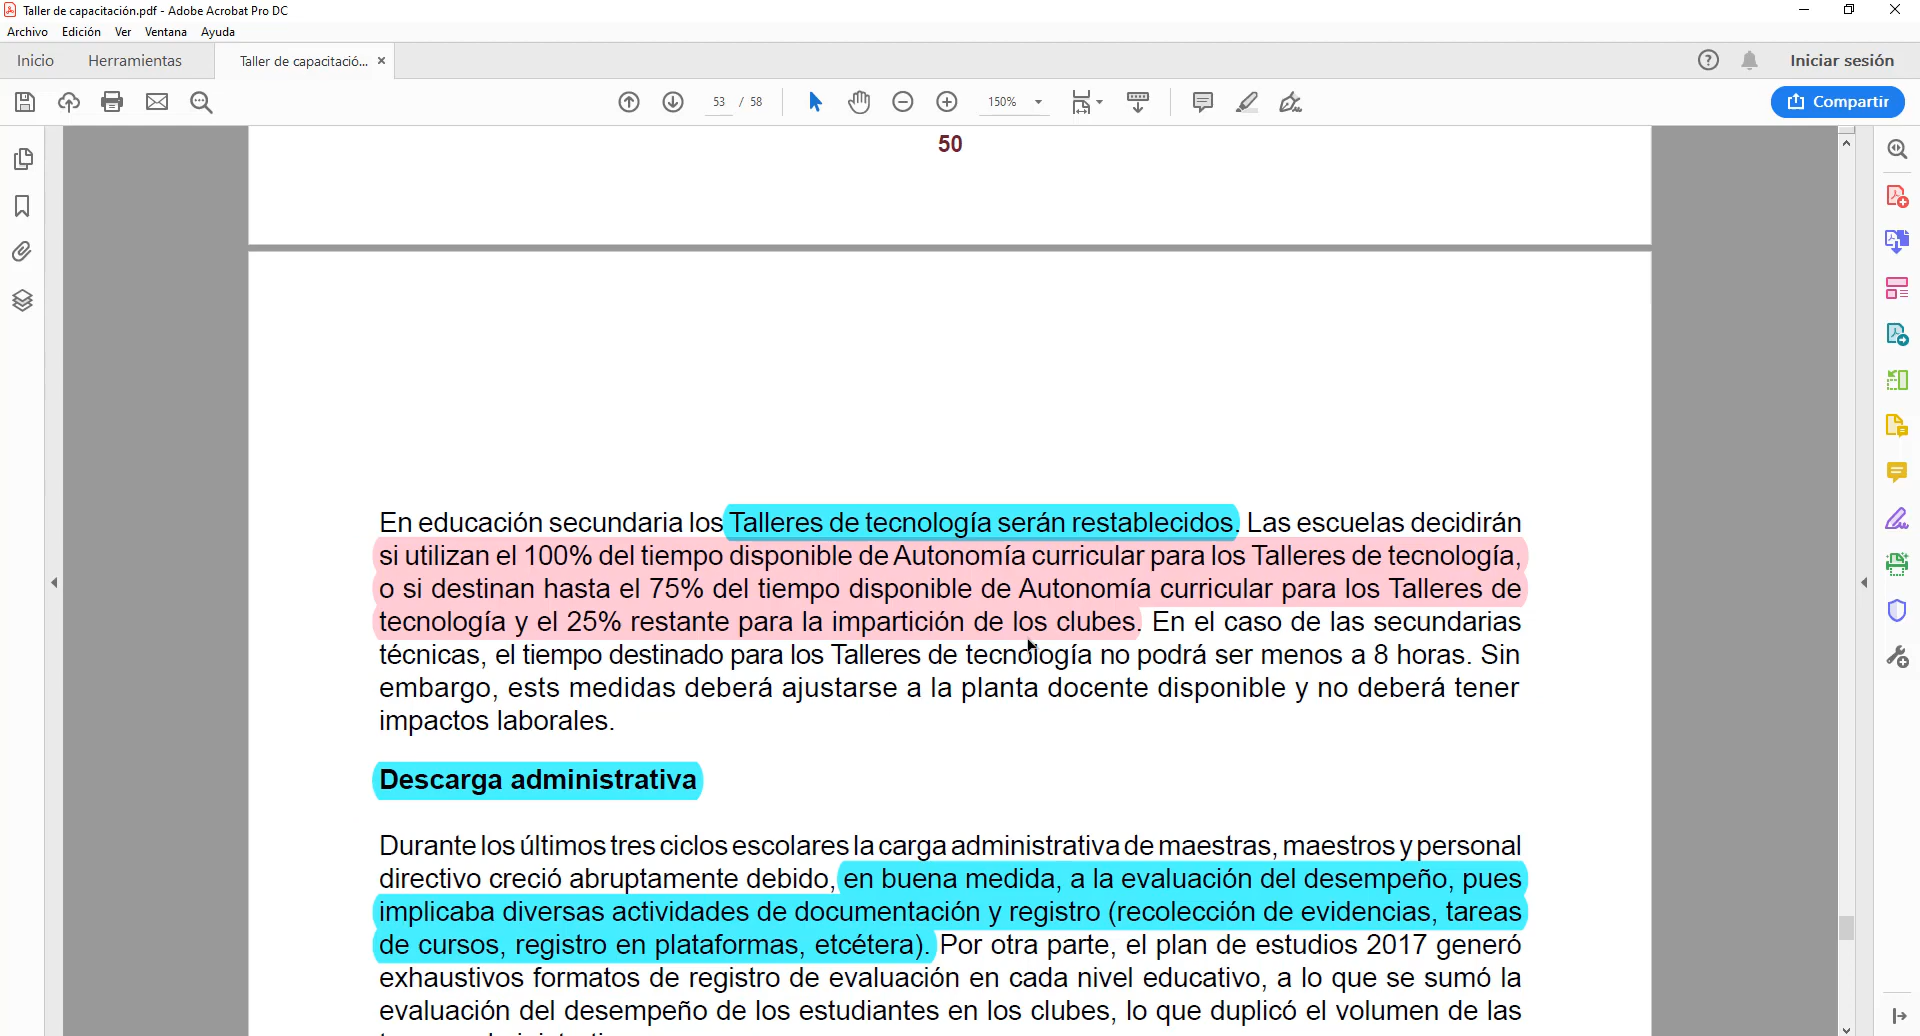 Taller de capacitación.pdf - Adobe Acrobat Pro DC
Archivo Edición Ver Ventana Ayuda
Inicio Herramientas Taller de capacitació... × Iniciar sesión
53 / 58 150% Compartir
50
En educación secundaria los Talleres de tecnología serán restablecidos. Las escuelas decidirán
si utilizan el 100% del tiempo disponible de Autonomía curricular para los Talleres de tecnología,
o si destinan hasta el 75% del tiempo disponible de Autonomía curricular para los Talleres de
tecnología y el 25% restante para la impartición de los clubes. En el caso de las secundarias
técnicas, el tiempo destinado para los Talleres de tecnología no podrá ser menos a 8 horas. Sin
embargo, ests medidas deberá ajustarse a la planta docente disponible y no deberá tener
impactos laborales.
Descarga administrativa
Durante los últimos tres ciclos escolares la carga administrativa de maestras, maestros y personal
directivo creció abruptamente debido, en buena medida, a la evaluación del desempeño, pues
implicaba diversas actividades de documentación y registro (recolección de evidencias, tareas
de cursos, registro en plataformas, etcétera). Por otra parte, el plan de estudios 2017 generó
exhaustivos formatos de registro de evaluación en cada nivel educativo, a lo que se sumó la
evaluación del desempeño de los estudiantes en los clubes, lo que duplicó el volumen de las